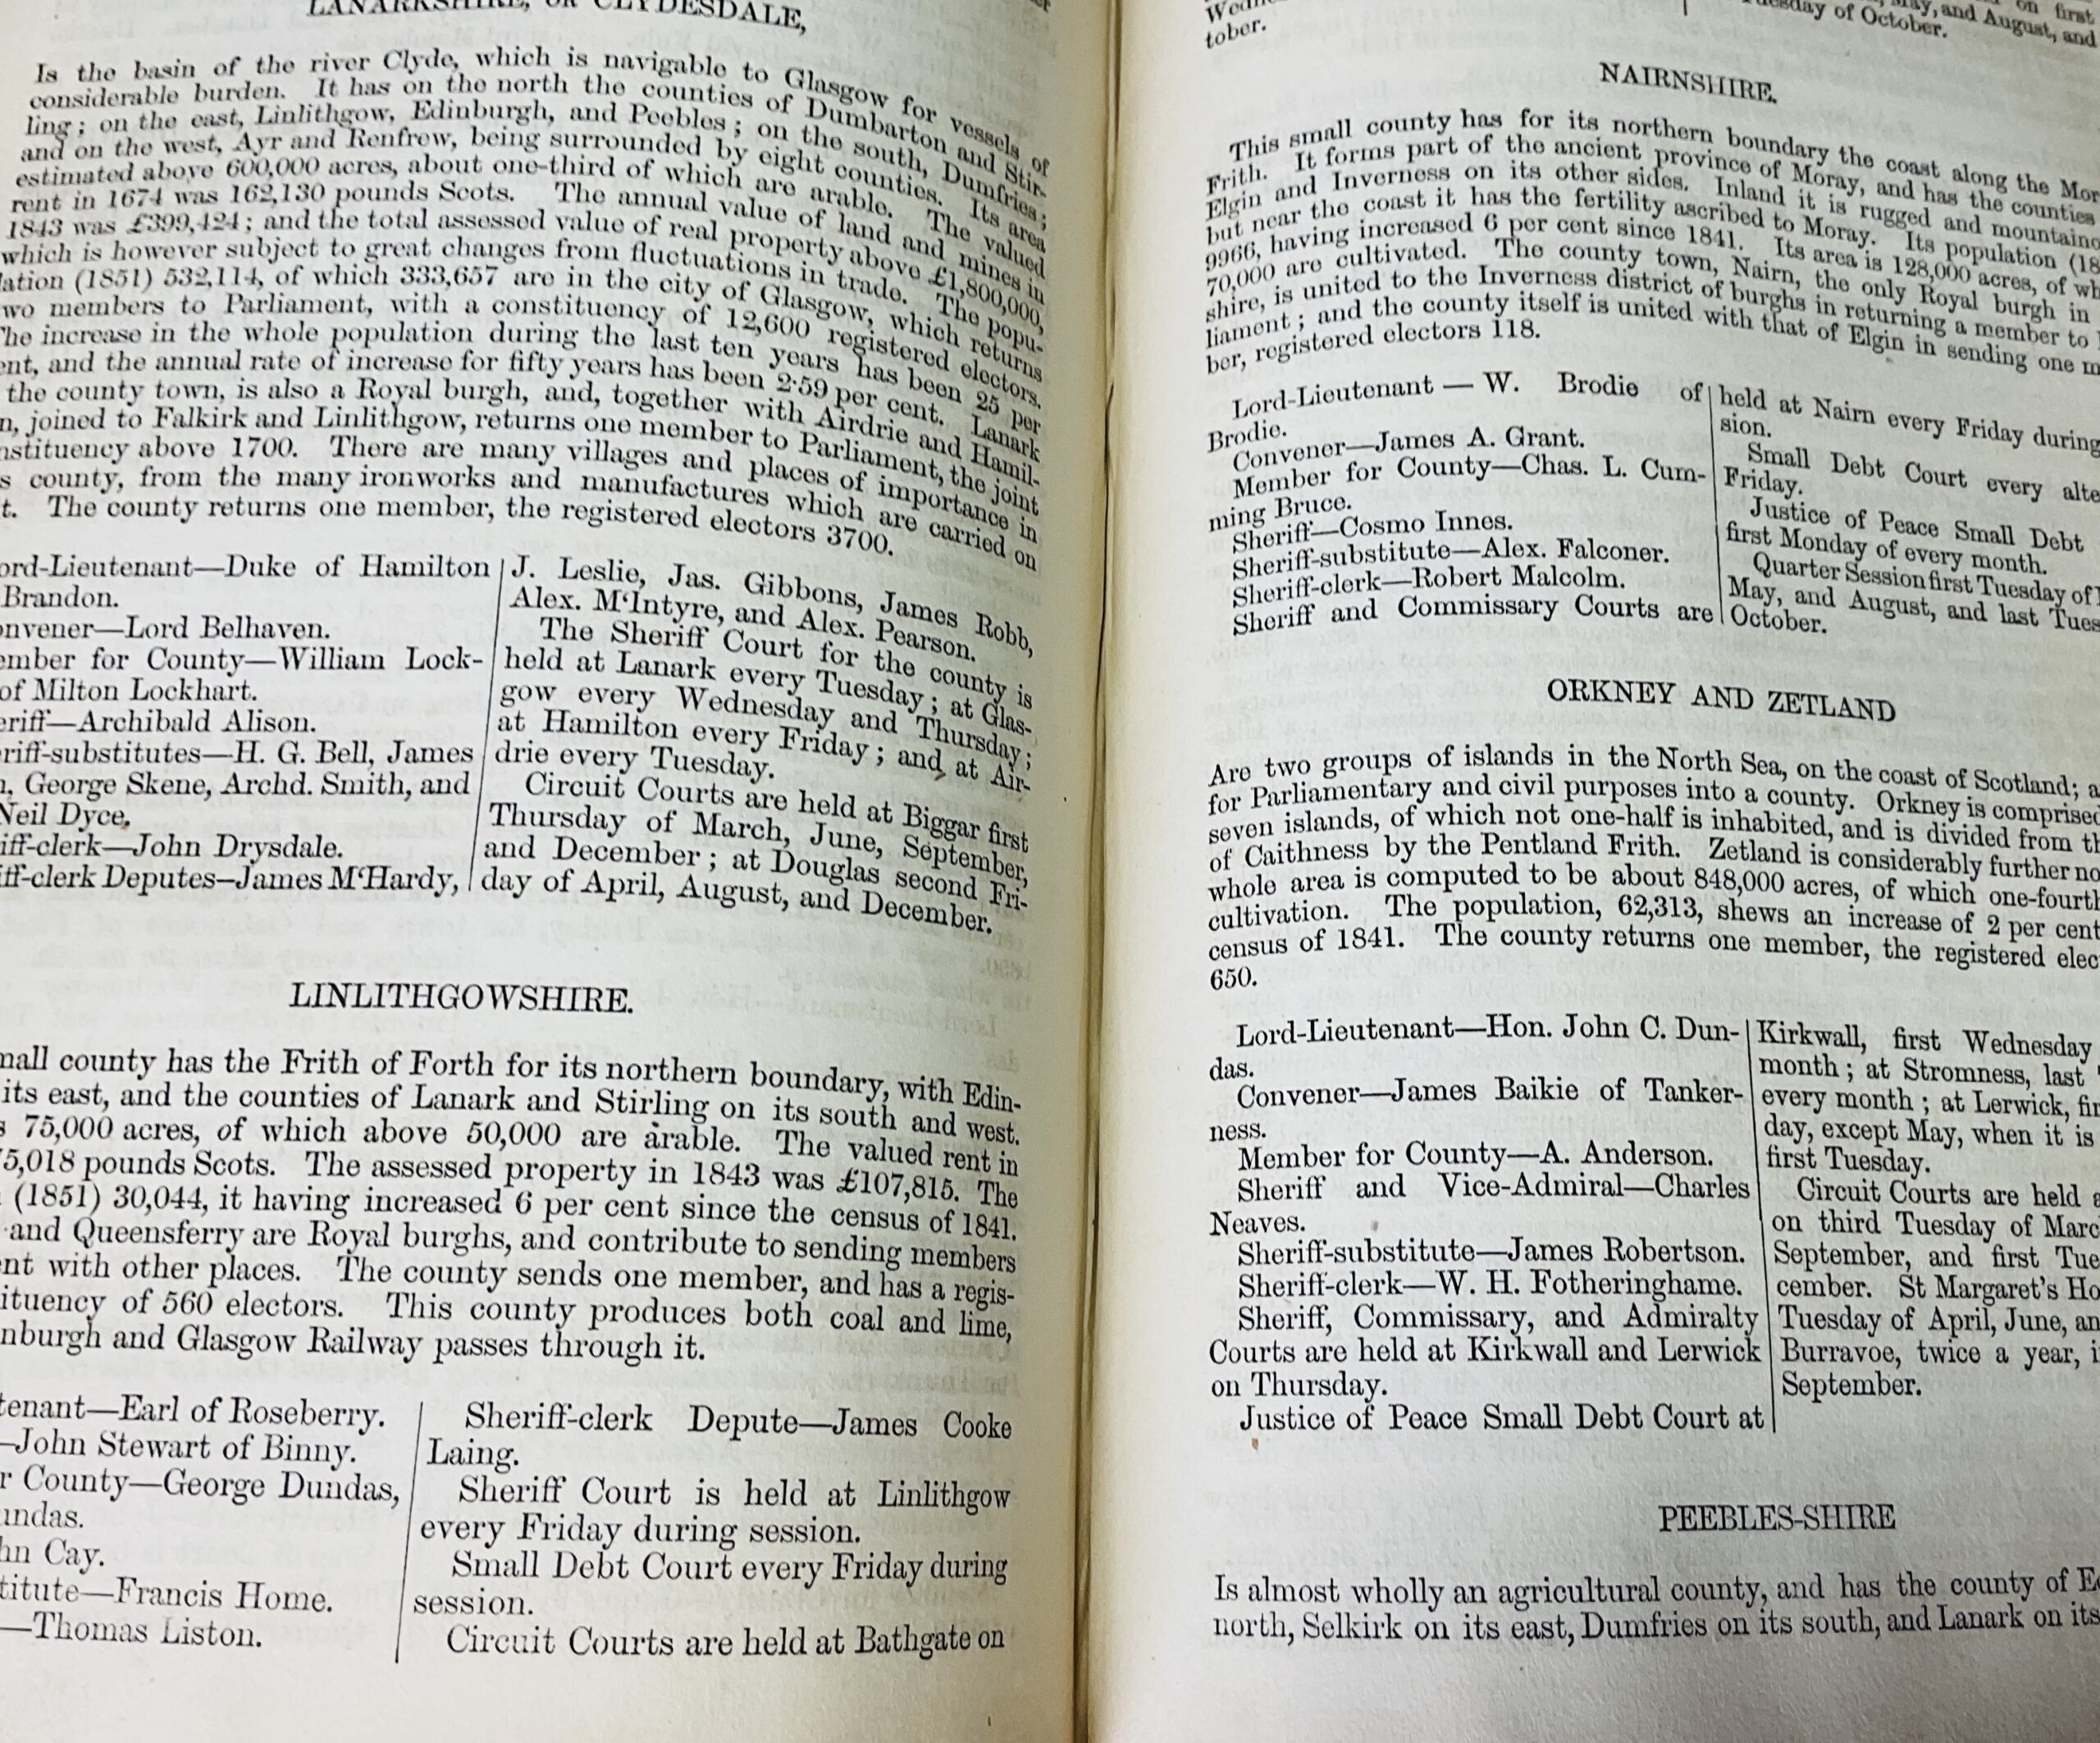 LANARKSHIRE, OR CLYDESDALE,
Is the basin of the river Clyde, which is navigable to Glasgow for vessels of
considerable burden. It has on the north the counties of Dumbarton and Stir-
ling; on the east, Linlithgow, Edinburgh, and Peebles; on the south, Dumfries;
and on the west, Ayr and Renfrew, being surrounded by eight counties. Its area
estimated above 600,000 acres, about one-third of which are arable. The valued
rent in 1674 was 162,130 pounds Scots. The annual value of land and mines in
1843 was £399,424; and the total assessed value of real property above £1,800,000,
which is however subject to great changes from fluctuations in trade. The popu-
lation (1851) 532,114, of which 333,657 are in the city of Glasgow, which returns
wo members to Parliament, with a constituency of 12,600 registered electors.
The increase in the whole population during the last ten years has been 25 per
ent, and the annual rate of increase for fifty years has been 2·59 per cent. Lanark
the county town, is also a Royal burgh, and, together with Airdrie and Hamil-
n, joined to Falkirk and Linlithgow, returns one member to Parliament, the joint
nstituency above 1700. There are many villages and places of importance in
s county, from the many ironworks and manufactures which are carried on
t. The county returns one member, the registered electors 3700.
ord-Lieutenant—Duke of Hamilton
Brandon.
onvener—Lord Belhaven.
ember for County—William Lock-
of Milton Lockhart.
eriff—Archibald Alison.
riff-substitutes—H. G. Bell, James
, George Skene, Archd. Smith, and
Neil Dyce.
iff-clerk—John Drysdale.
iff-clerk Deputes–James M‘Hardy,
J. Leslie, Jas. Gibbons, James Robb,
Alex. M‘Intyre, and Alex. Pearson.
The Sheriff Court for the county is
held at Lanark every Tuesday; at Glas-
gow every Wednesday and Thursday;
at Hamilton every Friday; and at Air-
drie every Tuesday.
Circuit Courts are held at Biggar first
Thursday of March, June, September,
and December; at Douglas second Fri-
day of April, August, and December.
LINLITHGOWSHIRE.
mall county has the Frith of Forth for its northern boundary, with Edin-
its east, and the counties of Lanark and Stirling on its south and west.
s 75,000 acres, of which above 50,000 are arable. The valued rent in
75,018 pounds Scots. The assessed property in 1843 was £107,815. The
(1851) 30,044, it having increased 6 per cent since the census of 1841.
and Queensferry are Royal burghs, and contribute to sending members
nt with other places. The county sends one member, and has a regis-
ituency of 560 electors. This county produces both coal and lime,
nburgh and Glasgow Railway passes through it.
tenant—Earl of Roseberry.
—John Stewart of Binny.
r County—George Dundas,
undas.
hn Cay.
titute—Francis Home.
—Thomas Liston.
Sheriff-clerk Depute—James Cooke
Laing.
Sheriff Court is held at Linlithgow
every Friday during session.
Small Debt Court every Friday during
session.
Circuit Courts are held at Bathgate on
tober.
on first
May, and August, and
Tuesday of October.
NAIRNSHIRE.
This small county has for its northern boundary the coast along the Mor
Frith. It forms part of the ancient province of Moray, and has the counties
Elgin and Inverness on its other sides. Inland it is rugged and mountaino
but near the coast it has the fertility ascribed to Moray. Its population (18
9966, having increased 6 per cent since 1841. Its area is 128,000 acres, of wh
70,000 are cultivated. The county town, Nairn, the only Royal burgh in
shire, is united to the Inverness district of burghs in returning a member to
liament; and the county itself is united with that of Elgin in sending one m
ber, registered electors 118.
Lord-Lieutenant — W. Brodie of
Brodie.
Convener—James A. Grant.
Member for County—Chas. L. Cum-
ming Bruce.
Sheriff—Cosmo Innes.
Sheriff-substitute—Alex. Falconer.
Sheriff-clerk—Robert Malcolm.
Sheriff and Commissary Courts are
held at Nairn every Friday during
sion.
Small Debt Court every alte
Friday.
Justice of Peace Small Debt
first Monday of every month.
Quarter Session first Tuesday of
May, and August, and last Tues
October.
ORKNEY AND ZETLAND
Are two groups of islands in the North Sea, on the coast of Scotland; a
for Parliamentary and civil purposes into a county. Orkney is comprised
seven islands, of which not one-half is inhabited, and is divided from th
of Caithness by the Pentland Frith. Zetland is considerably further no
whole area is computed to be about 848,000 acres, of which one-fourth
cultivation. The population, 62,313, shews an increase of 2 per cent
census of 1841. The county returns one member, the registered elec
650.
Lord-Lieutenant—Hon. John C. Dun-
das.
Convener—James Baikie of Tanker-
ness.
Member for County—A. Anderson.
Sheriff and Vice-Admiral—Charles
Neaves.
Sheriff-substitute—James Robertson.
Sheriff-clerk—W. H. Fotheringhame.
Sheriff, Commissary, and Admiralty
Courts are held at Kirkwall and Lerwick
on Thursday.
Justice of Peace Small Debt Court at
Kirkwall, first Wednesday
month; at Stromness, last
every month; at Lerwick, fir
day, except May, when it is
first Tuesday.
Circuit Courts are held a
on third Tuesday of Marc
September, and first Tue
cember. St Margaret's Ho
Tuesday of April, June, an
Burravoe, twice a year, i
September.
PEEBLES-SHIRE
Is almost wholly an agricultural county, and has the county of E
north, Selkirk on its east, Dumfries on its south, and Lanark on its